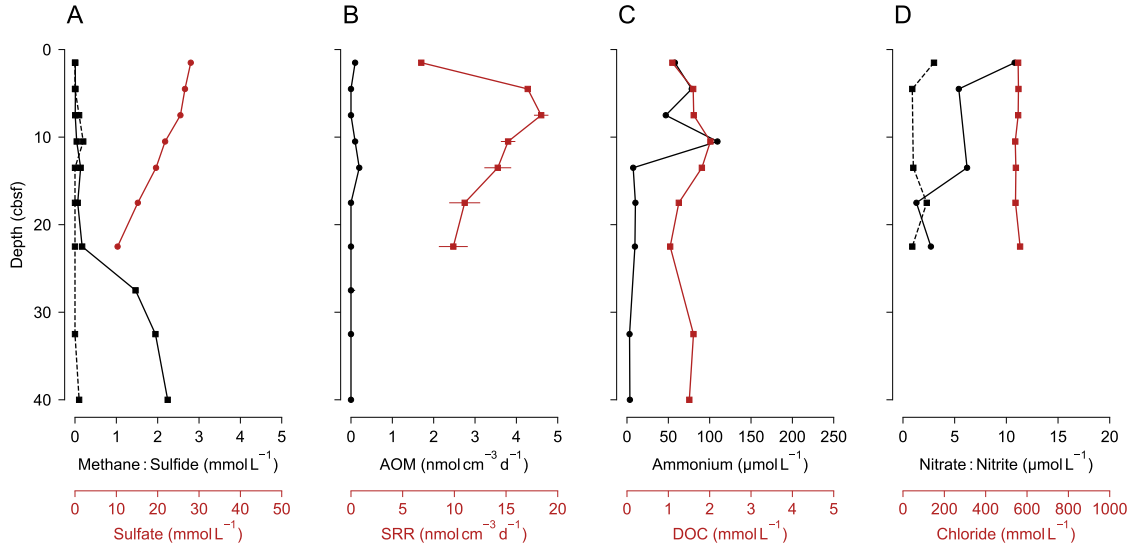 A B C D
Depth (cbsf)
0
10
20
30
40
0 1 2 3 4 5
Methane : Sulfide (mmol L⁻¹)
0 10 20 30 40 50
Sulfate (mmol L⁻¹)
0 2 4 5
AOM (nmol cm⁻³ d⁻¹)
0 5 10 15 20
SRR (nmol cm⁻³ d⁻¹)
0 50 100 150 200 250
Ammonium (µmol L⁻¹)
0 1 2 3 4 5
DOC (mmol L⁻¹)
0 5 10 15 20
Nitrate : Nitrite (µmol L⁻¹)
0 200 400 600 800 1000
Chloride (mmol L⁻¹)